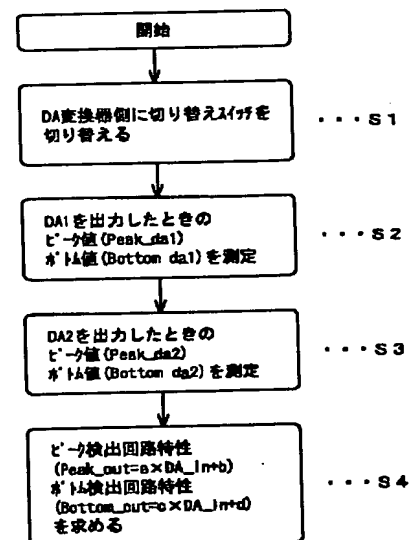 開始
DA変換器側に切り替えスイッチを
切り替える
・・・S1
DA1を出力したときの
ピーク値(Peak_da1)
ボトム値(Bottom da1)を測定
・・・S2
DA2を出力したときの
ピーク値(Peak_da2)
ボトム値(Bottom da2)を測定
・・・S3
ピーク検出回路特性
(Peak_out=a×DA_in+b)
ボトム検出回路特性
(Bottom_out=c×DA_in+d)
を求める
・・・S4